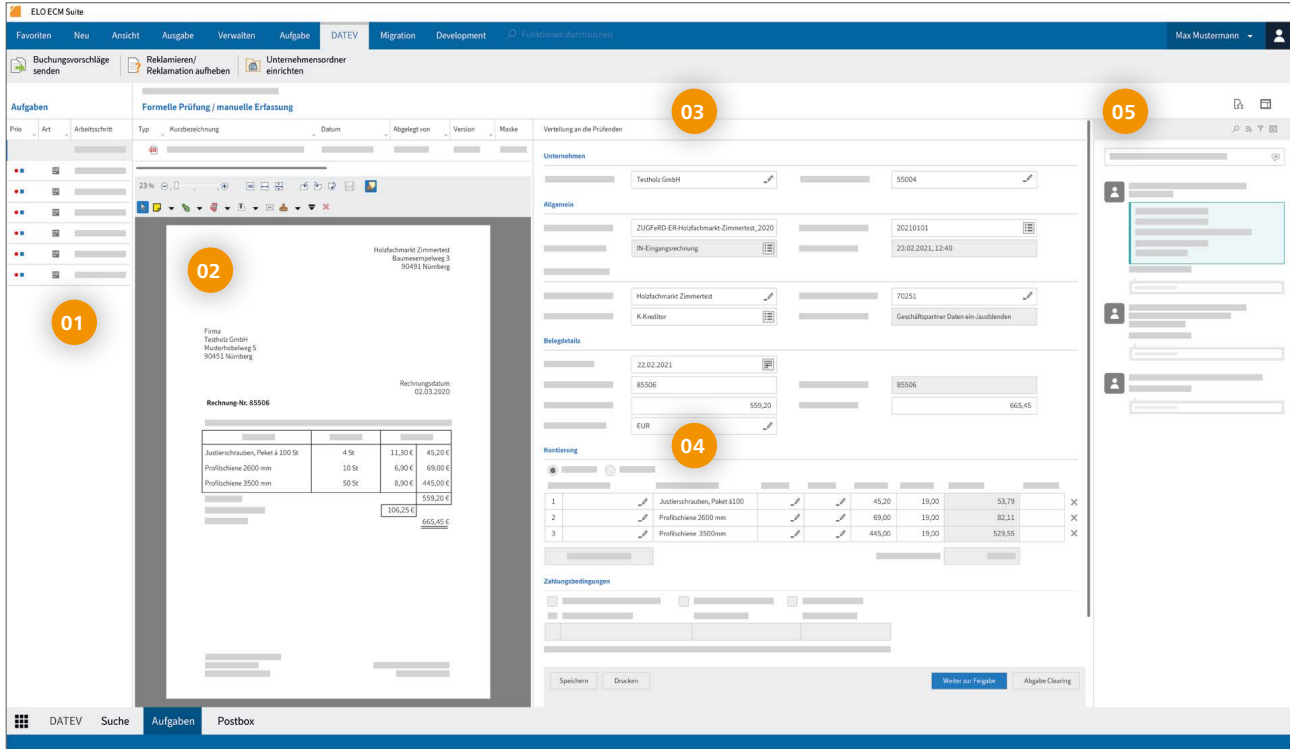 ELO ECM Suite
Favoriten Neu Ansicht Ausgabe Verwalten Aufgabe DATEV Migration Development Funktionen durchsuchen Max Mustermann
Buchungsvorschläge senden
Reklamieren/ Reklamation aufheben
Unternehmensordner einrichten
Aufgaben
Prio Art Arbeitsschritt
01
Formelle Prüfung / manuelle Erfassung
Typ Kurzbezeichnung Datum Abgelegt von Version Maske
23 %
02
Holzfachmarkt Zimmertest
Baumexempelweg 3
90491 Nürnberg
Firma
Testholz GmbH
Musterhobelweg 5
90451 Nürnberg
Rechnungsdatum
02.03.2020
Rechnung-Nr. 85506
Justierschrauben, Peket á 100 St 4 St 11,30 € 45,20 €
Profilschiene 2600 mm 10 St 6,90 € 69,00 €
Profilschiene 3500 mm 50 St 8,90 € 445,00 €
559,20 €
106,25 €
665,45 €
03
Verteilung an die Prüfenden
Unternehmen
Testholz GmbH 55004
Allgemein
ZUGFeRD-ER-Holzfachmarkt-Zimmertest_2020 20210101
IN-Eingangsrechnung 23.02.2021, 12:40
Holzfachmarkt Zimmertest 70251
K-Kreditor Geschäftspartner Daten ein-/ausblenden
Belegdetails
22.02.2021
85506 85506
559,20 665,45
EUR
04
Kontierung
1 Justierschrauben, Paket á100 45,20 19,00 53,79
2 Profilschiene 2600 mm 69,00 19,00 82,11
3 Profilschiene 3500mm 445,00 19,00 529,55
Zahlungsbedingungen
Speichern Drucken Weiter zur Feigabe Abgabe Clearing
05
DATEV Suche Aufgaben Postbox